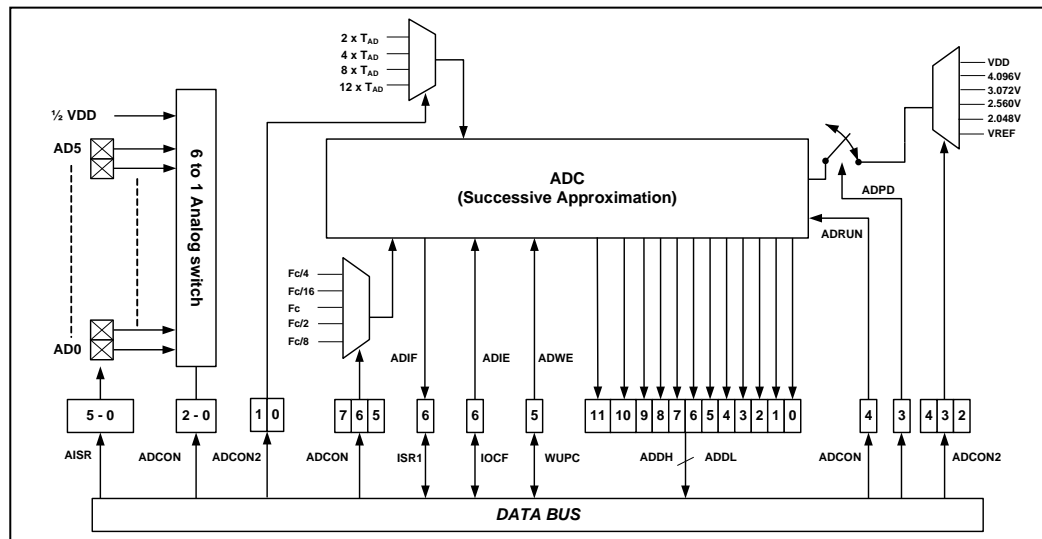 2 x TAD
4 x TAD
8 x TAD
12 x TAD
VDD
4.096V
3.072V
2.560V
2.048V
VREF
½ VDD
AD5
AD0
6 to 1 Analog switch
ADC
(Successive Approximation)
ADPD
ADRUN
Fc/4
Fc/16
Fc
Fc/2
Fc/8
ADIF
ADIE
ADWE
5 - 0
2 - 0
1 0
7 6 5
6
6
5
11 10 9 8 7 6 5 4 3 2 1 0
4
3
4 3 2
AISR
ADCON
ADCON2
ADCON
ISR1
IOCF
WUPC
ADDH
ADDL
ADCON
ADCON2
DATA BUS